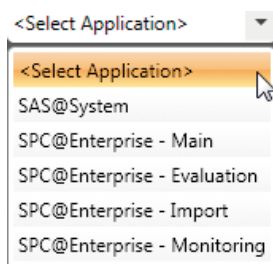 <Select Application>
<Select Application>
SAS@System
SPC@Enterprise - Main
SPC@Enterprise - Evaluation
SPC@Enterprise - Import
SPC@Enterprise - Monitoring